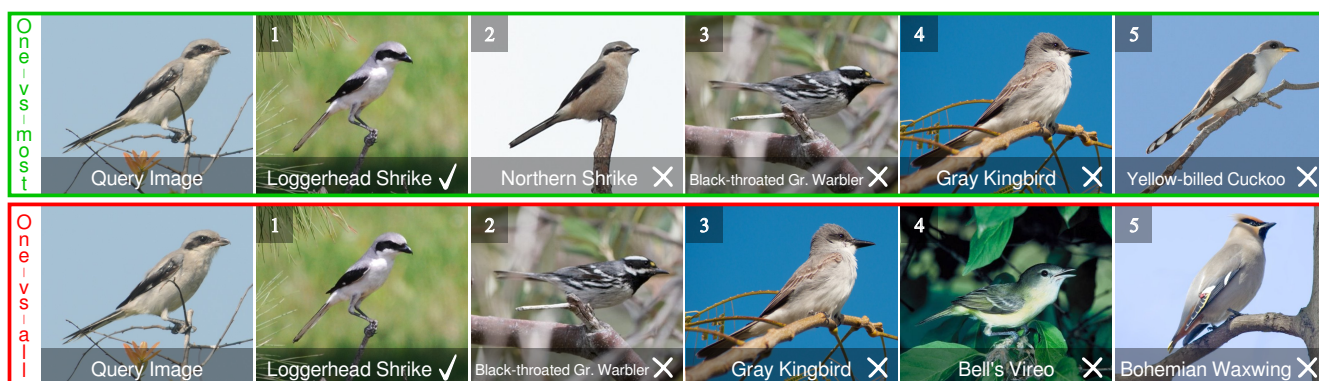 One-vs-most
1
2
3
4
5
Query Image
Loggerhead Shrike ✓
Northern Shrike ✕
Black-throated Gr. Warbler ✕
Gray Kingbird ✕
Yellow-billed Cuckoo ✕
One-vs-all
1
2
3
4
5
Query Image
Loggerhead Shrike ✓
Black-throated Gr. Warbler ✕
Gray Kingbird ✕
Bell's Vireo ✕
Bohemian Waxwing ✕